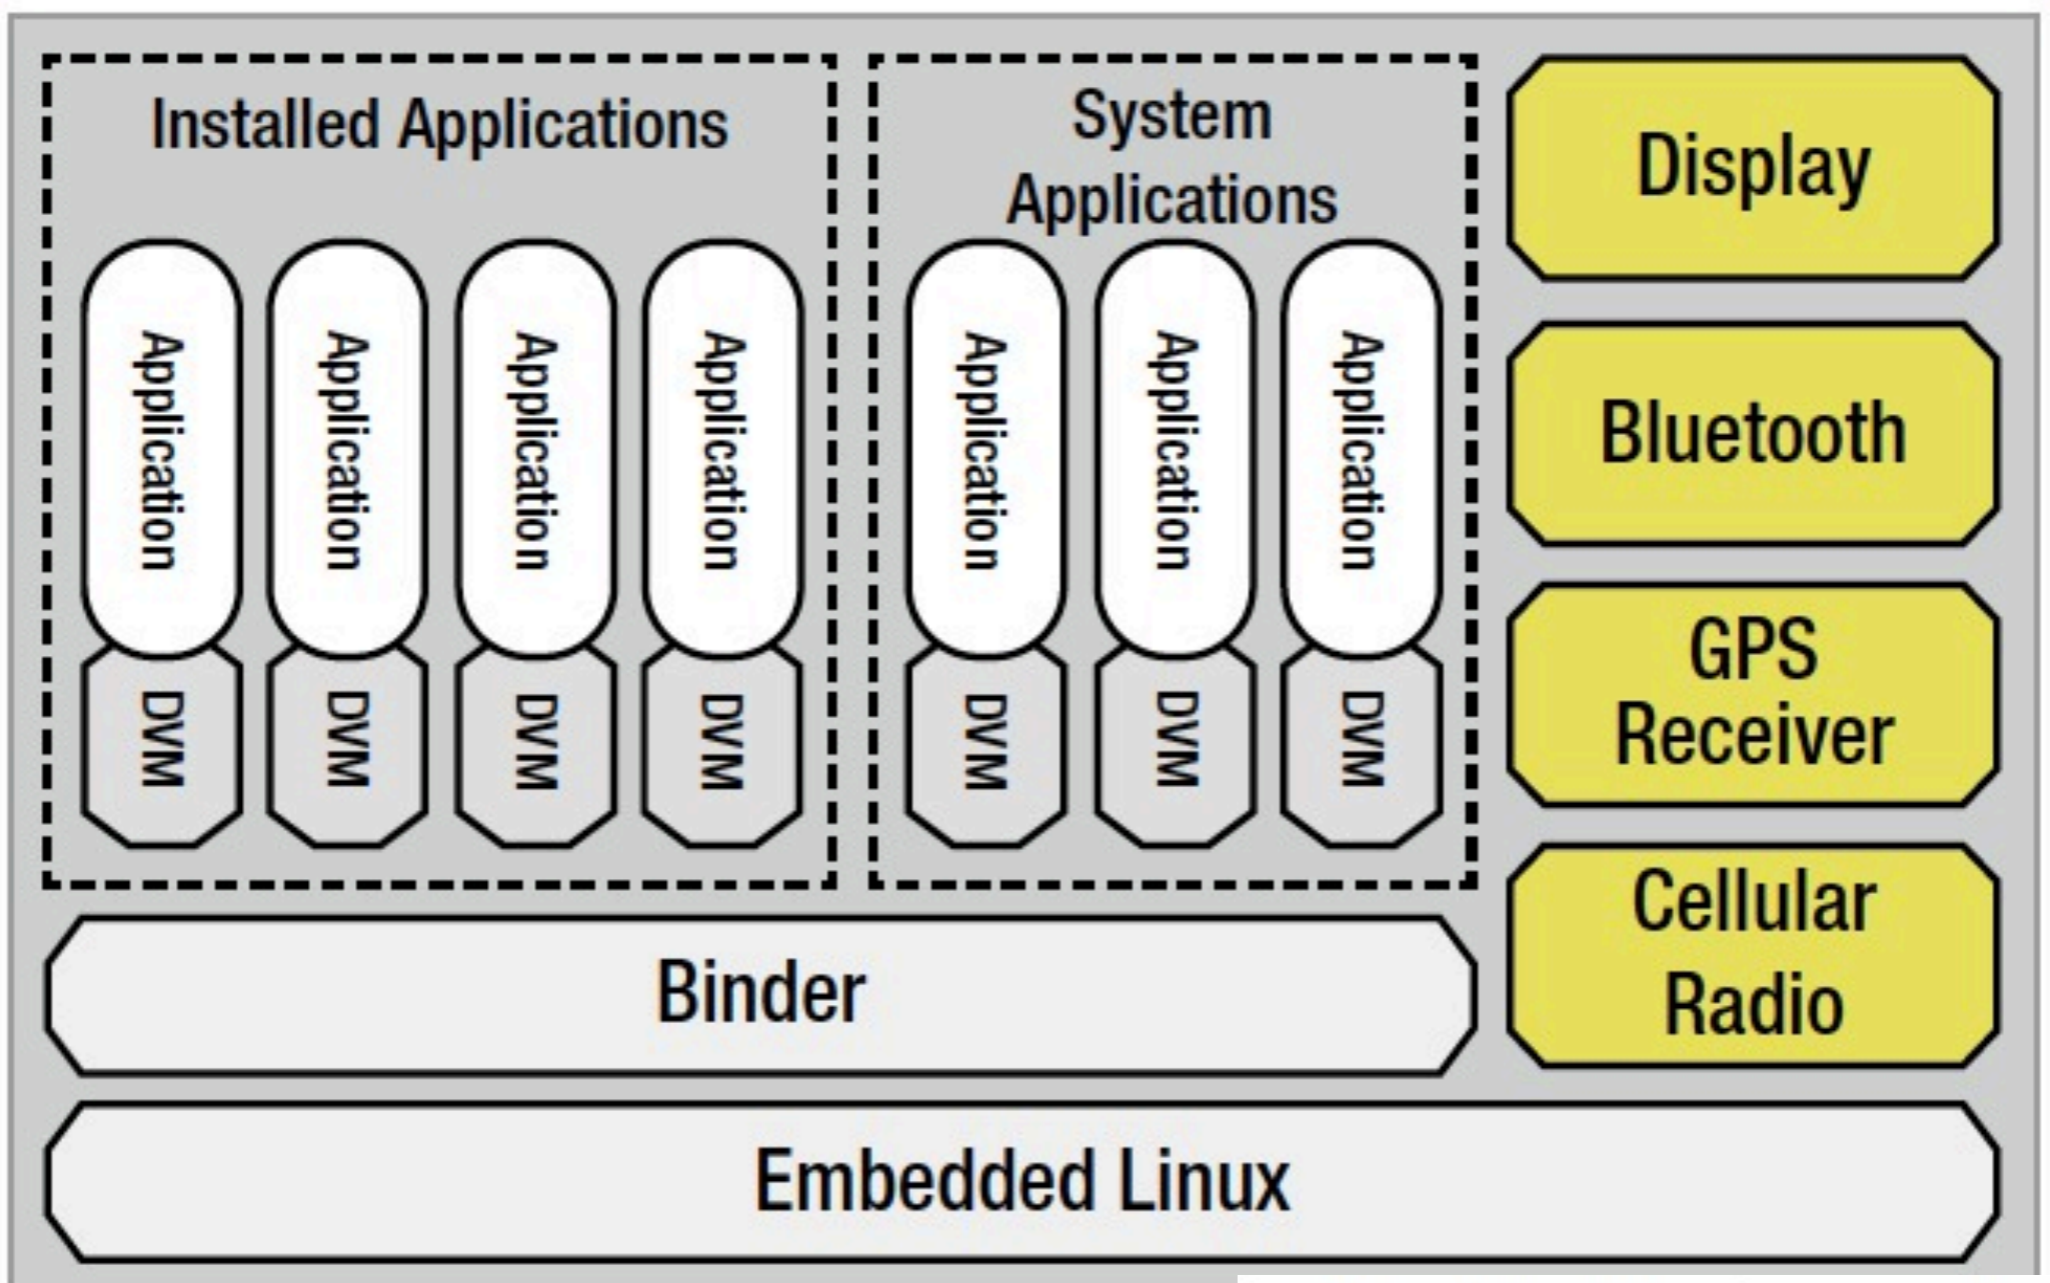 Installed Applications
Application
Application
Application
Application
DVM
DVM
DVM
DVM
System
Applications
Application
Application
Application
DVM
DVM
DVM
Display
Bluetooth
GPS
Receiver
Cellular
Radio
Binder
Embedded Linux